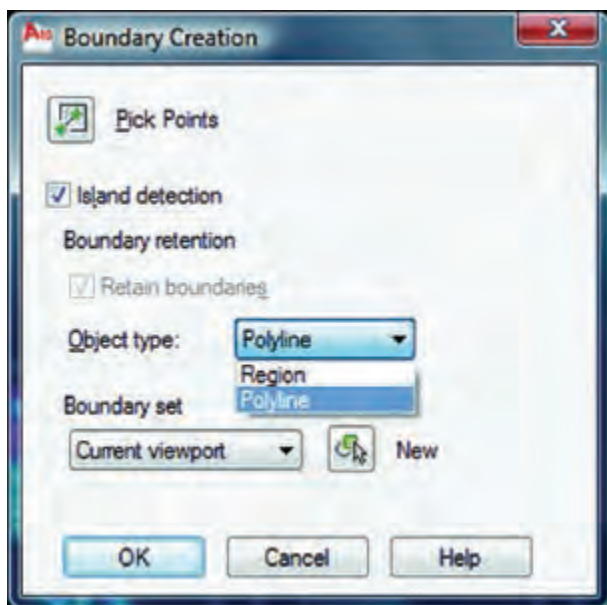 Boundary Creation
Pick Points
Island detection
Boundary retention
Retain boundaries
Object type: Polyline
Region
Polyline
Boundary set
Current viewport New
OK Cancel Help